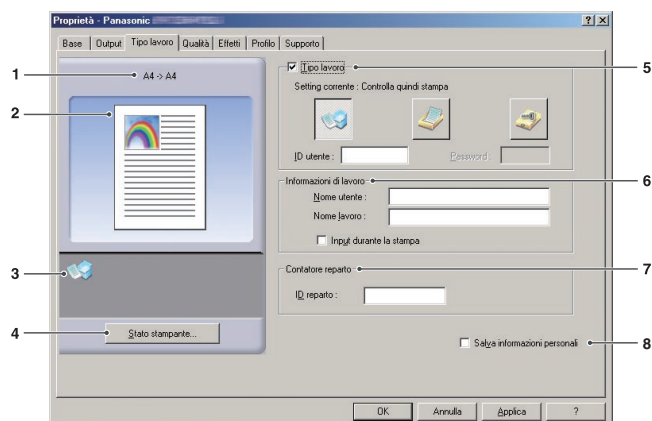 Proprietà - Panasonic
? x
Base Output Tipo lavoro Qualità Effetti Profilo Supporto
1
A4 -> A4
2
3
4
Stato stampante...
Tipo lavoro
5
Setting corrente : Controlla quindi stampa
ID utente :
Password :
Informazioni di lavoro
6
Nome utente :
Nome lavoro :
Input durante la stampa
Contatore reparto
7
ID reparto :
Salva informazioni personali
8
OK Annulla Applica ?